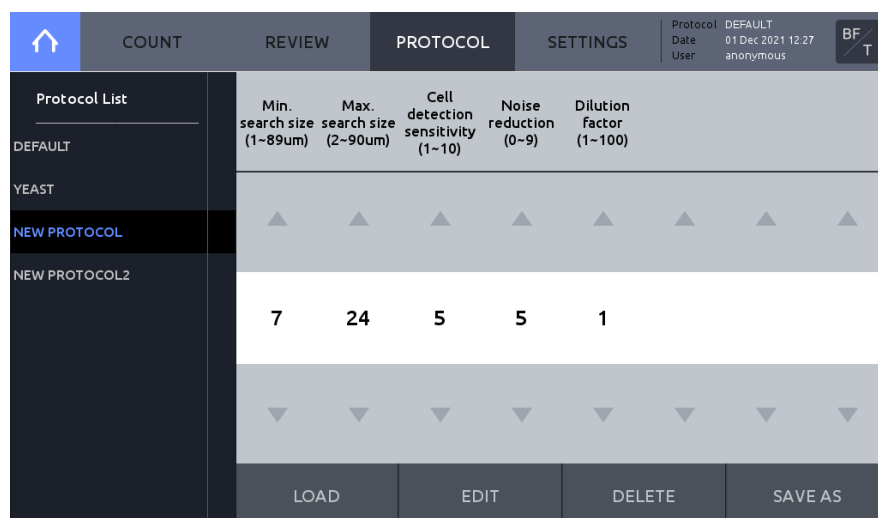 COUNT
REVIEW
PROTOCOL
SETTINGS
Protocol DEFAULT
Date 01 Dec 2021 12:27
User anonymous
BF/T
Protocol List
DEFAULT
YEAST
NEW PROTOCOL
NEW PROTOCOL2
Min.
search size
(1~89um)
Max.
search size
(2~90um)
Cell
detection
sensitivity
(1~10)
Noise
reduction
(0~9)
Dilution
factor
(1~100)
7 24 5 5 1
LOAD
EDIT
DELETE
SAVE AS